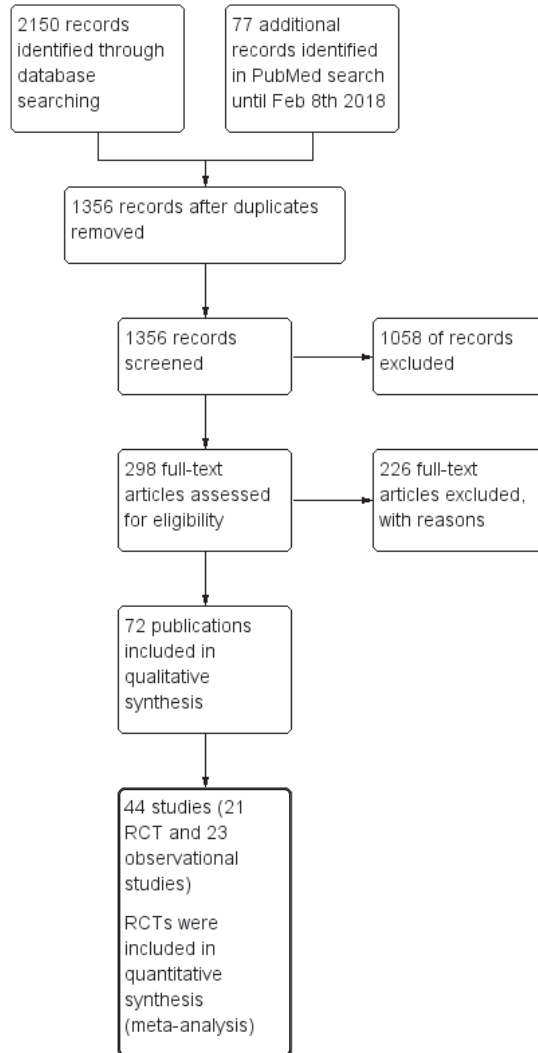 2150 records
identified through
database
searching
77 additional
records identified
in PubMed search
until Feb 8th 2018
1356 records after duplicates
removed
1356 records
screened
1058 of records
excluded
298 full-text
articles assessed
for eligibility
226 full-text
articles excluded,
with reasons
72 publications
included in
qualitative
synthesis
44 studies (21
RCT and 23
observational
studies)
RCTs were
included in
quantitative
synthesis
(meta-analysis)